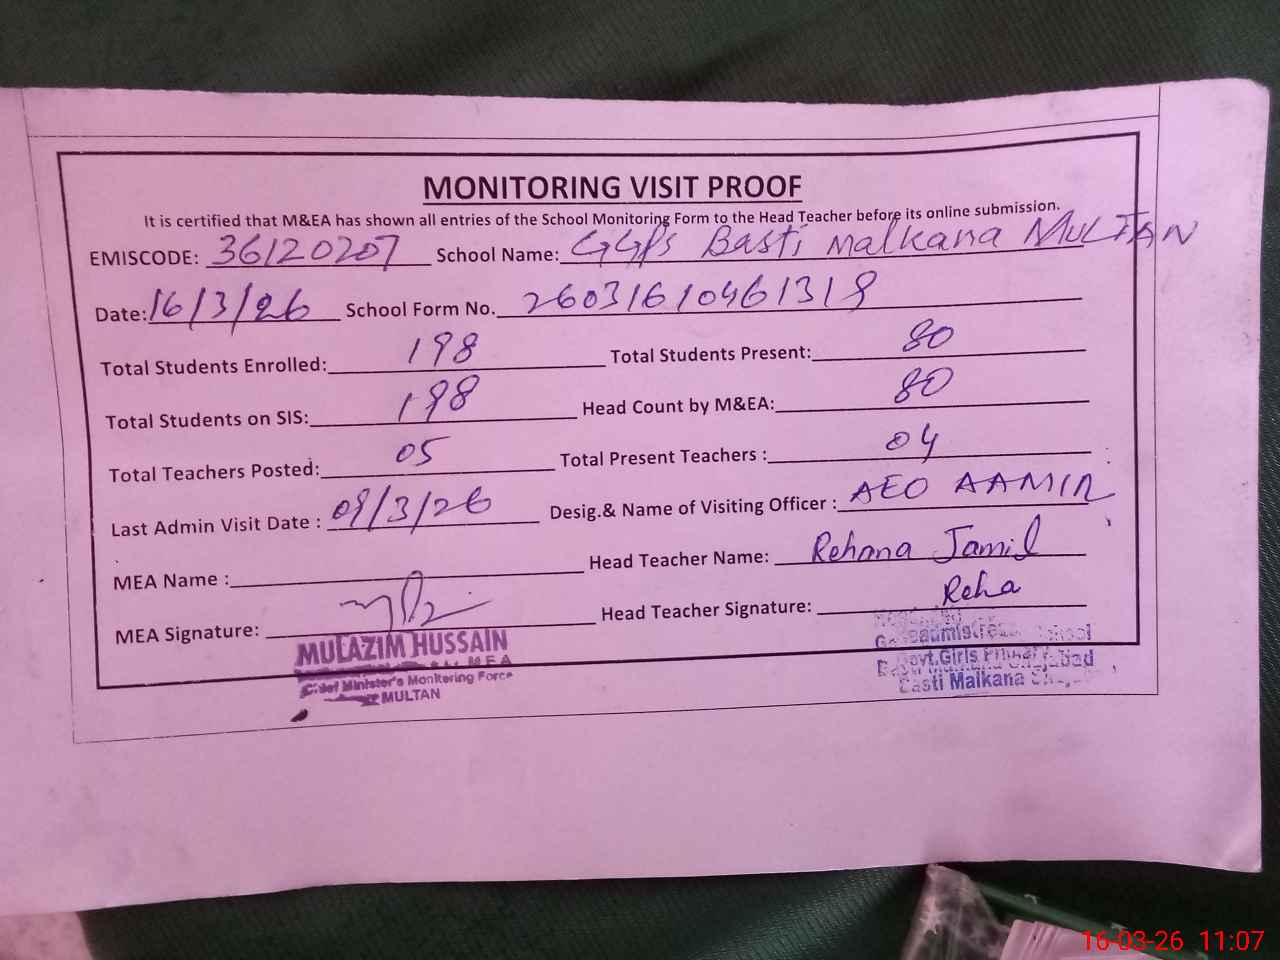 MONITORING VISIT PROOF
It is certified that M&EA has shown all entries of the School Monitoring Form to the Head Teacher before its online submission.
EMISCODE: 36120207 School Name: GGPS Basti Malkana MULTAN
Date: 16/3/26 School Form No. 26031610461319
Total Students Enrolled: 198 Total Students Present: 80
Total Students on SIS: 198 Head Count by M&EA: 80
Total Teachers Posted: 05 Total Present Teachers : 04
Last Admin Visit Date : 09/3/26 Desig.& Name of Visiting Officer : AEO AAMIR
MEA Name : Head Teacher Name: Rehana Jamil
MEA Signature: Head Teacher Signature: Reha
MULAZIM HUSSAIN
MEA
Chief Minister's Monitoring Force
MULTAN
School
Govt.Girls
Basti Malkana
16-03-26 11:07